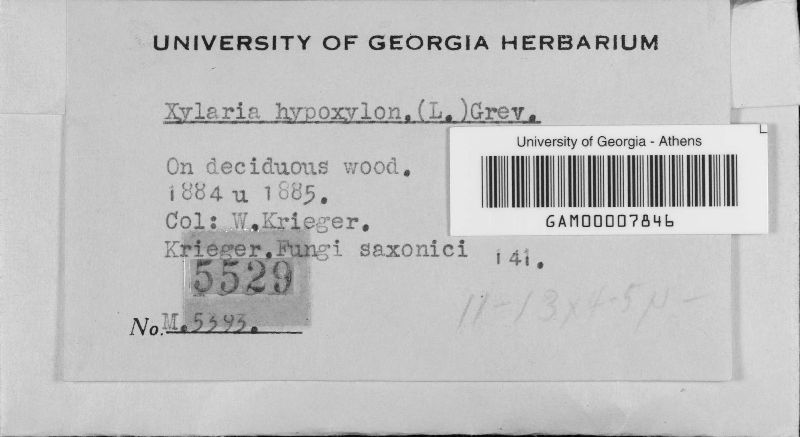 UNIVERSITY OF GEORGIA HERBARIUM
Xylaria hypoxylon.(L.)Grev.
On deciduous wood.
1884 u 1885.
Col: W.Krieger.
Krieger.Fungi saxonici 141.
5529
No. M.5393.
11-13x4-5µ-
University of Georgia - Athens
GAM00007846